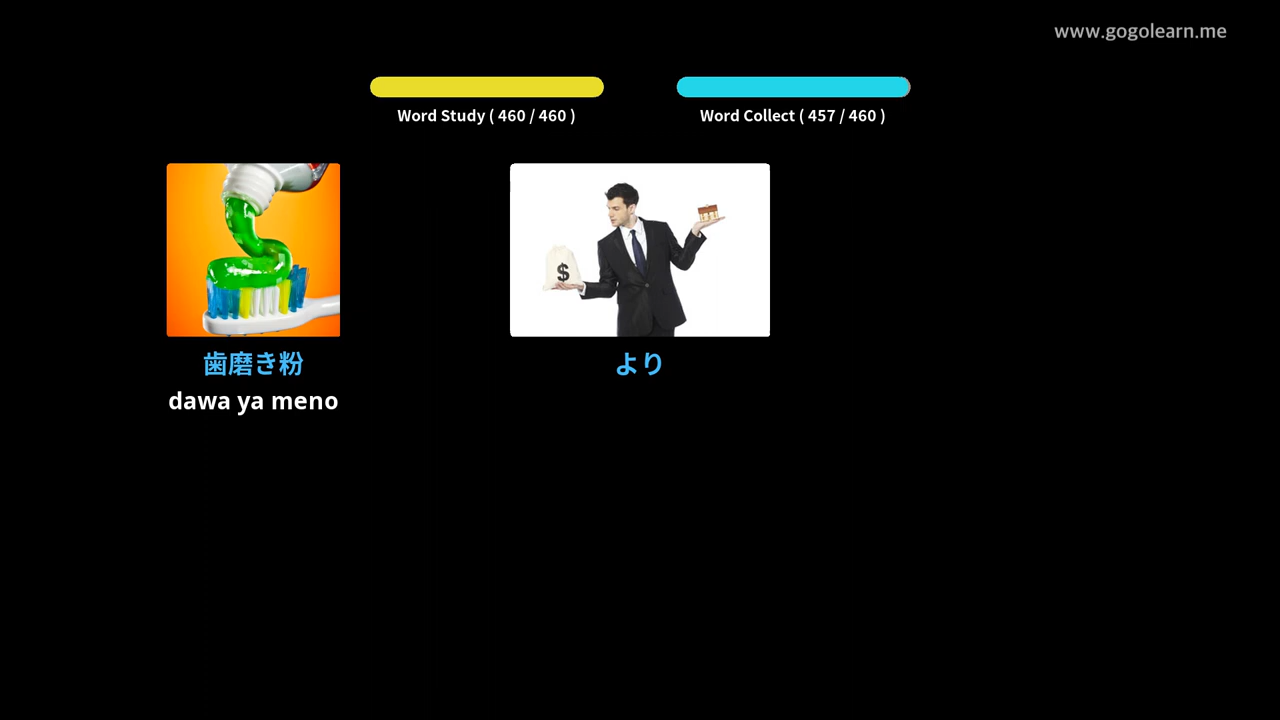 www.gogolearn.me
Word Study ( 460 / 460 )
Word Collect ( 457 / 460 )
$
歯磨き粉
dawa ya meno
より